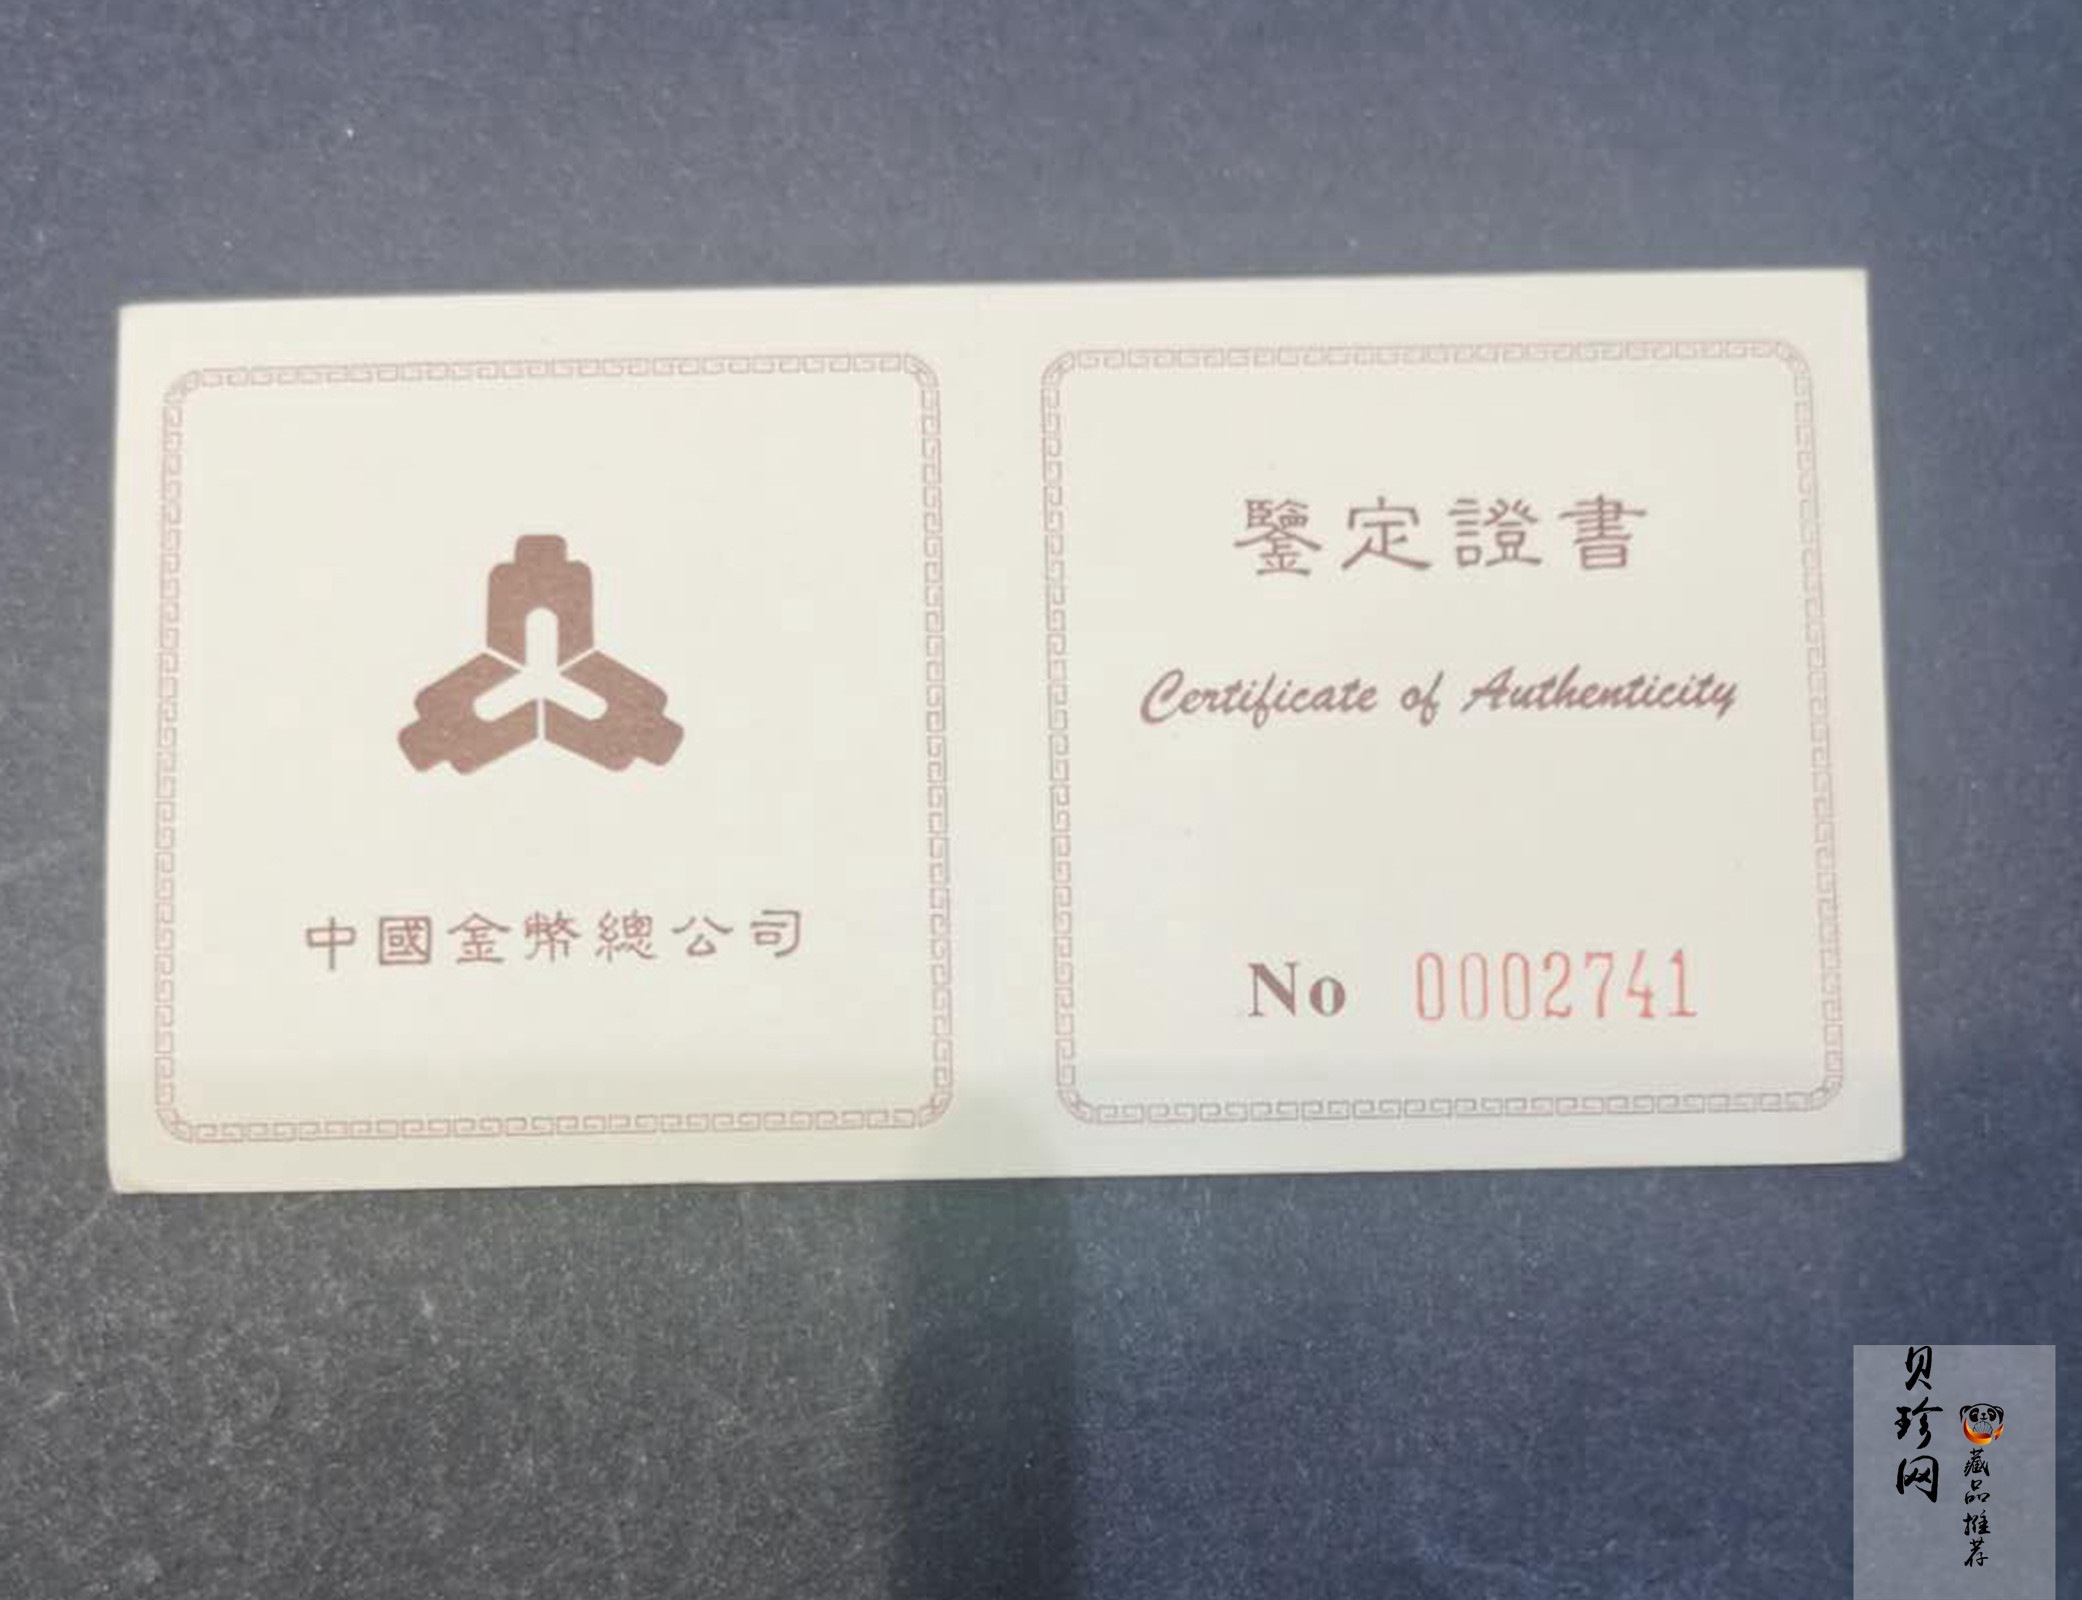 中國金幣總公司
鑒定證書
Certificate of Authenticity
No 0002741
贝珍网
藏品推荐